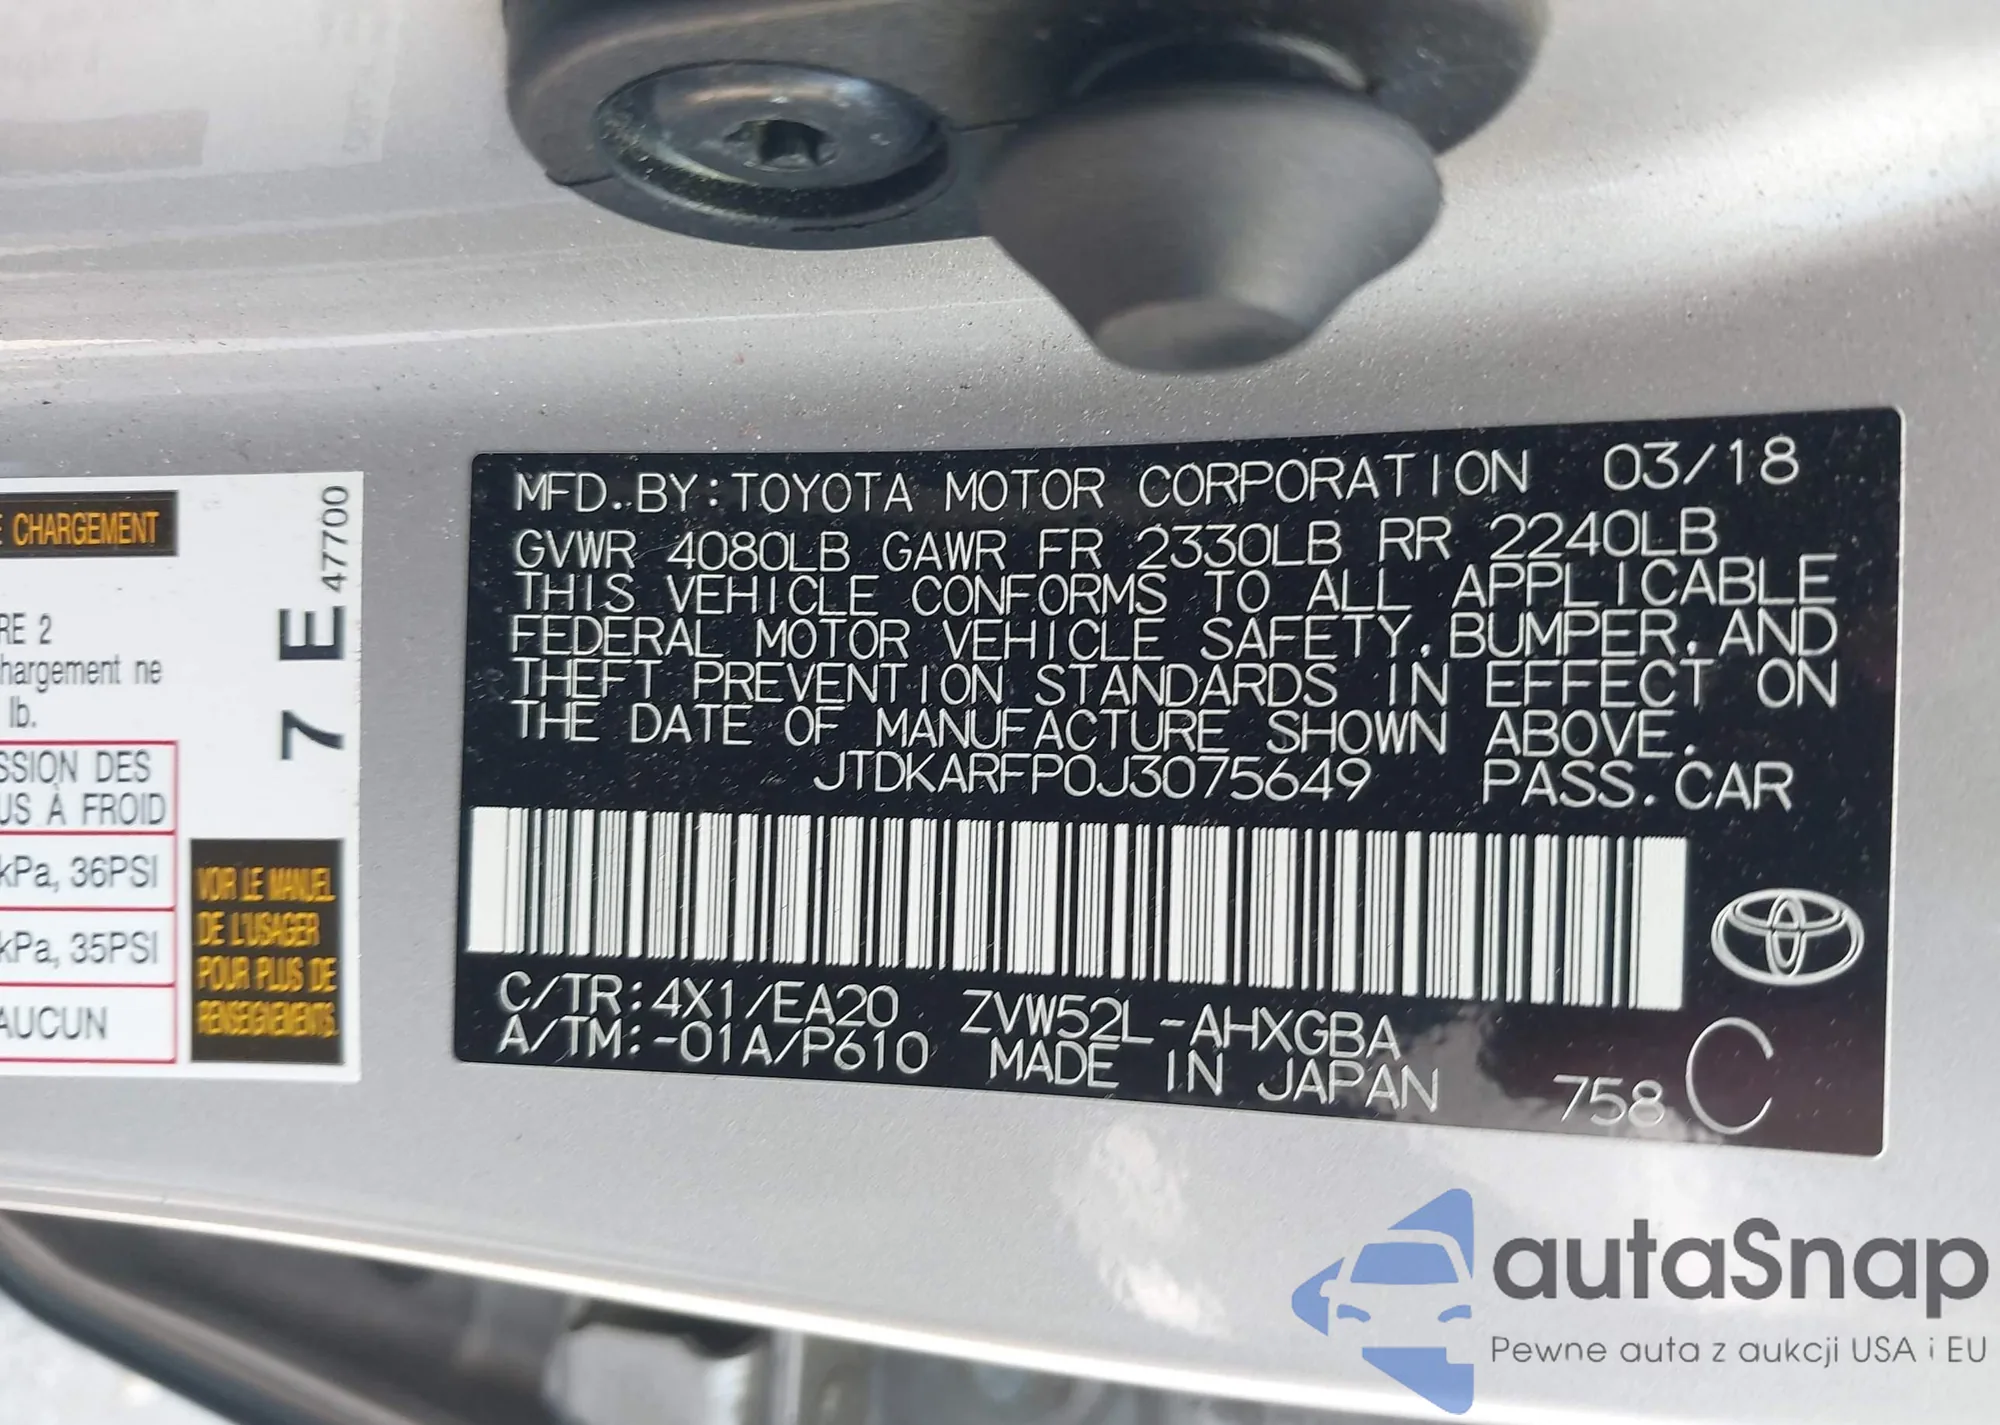 E CHARGEMENT
RE 2
hargement ne
lb.
SSION DES
US À FROID
kPa, 36PSI
kPa, 35PSI
AUCUN
7 E 47700
VOIR LE MANUEL
DE L'USAGER
POUR PLUS DE
RENSEIGNEMENTS.
MFD. BY: TOYOTA MOTOR CORPORATION 03/18
GVWR 4080LB GAWR FR 2330LB RR 2240LB
THIS VEHICLE CONFORMS TO ALL APPLICABLE
FEDERAL MOTOR VEHICLE SAFETY, BUMPER, AND
THEFT PREVENTION STANDARDS IN EFFECT ON
THE DATE OF MANUFACTURE SHOWN ABOVE.
JTDKARFP0J3075649 PASS. CAR
C/TR: 4X1/EA20 ZVW52L-AHXGBA
A/TM: -01A/P610 MADE IN JAPAN 758 C
autaSnap
Pewne auta z aukcji USA i EU